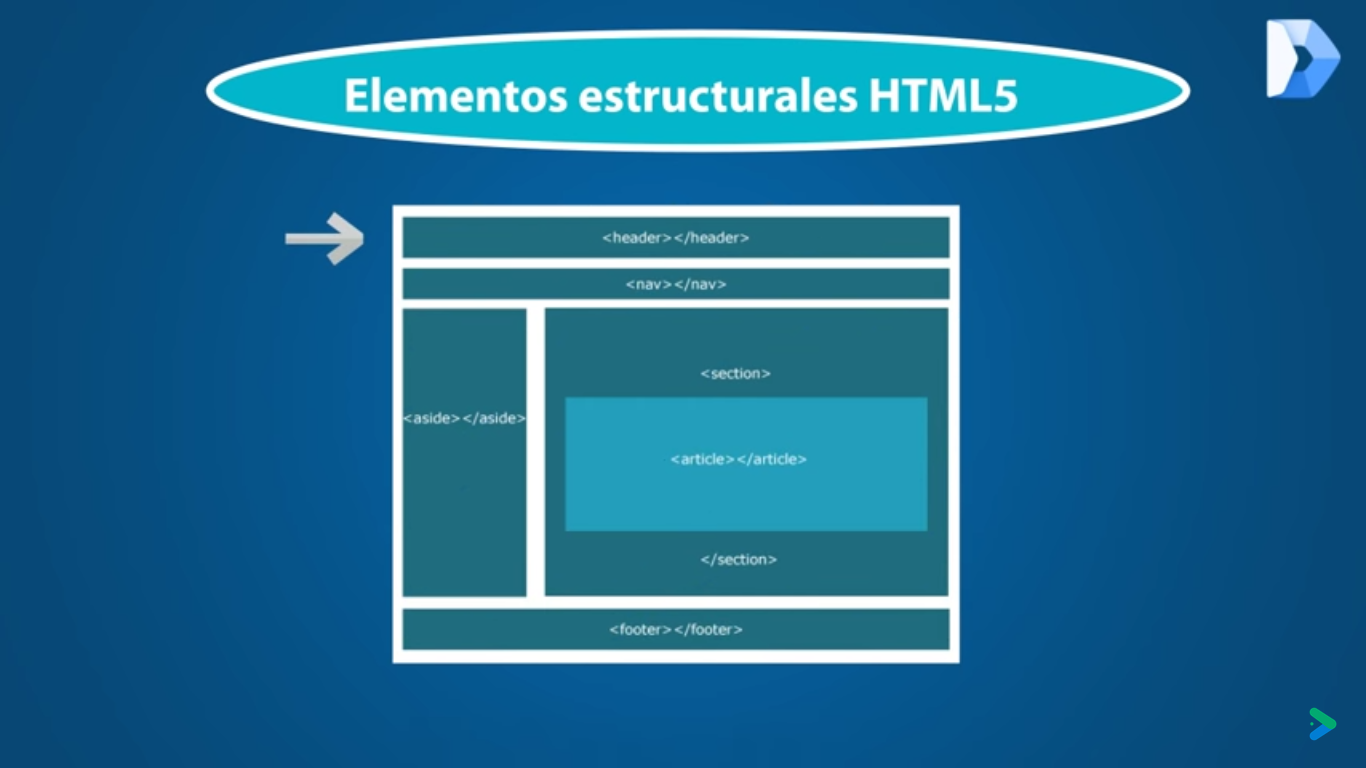 Elementos estructurales HTML5
<header></header>
<nav></nav>
<aside></aside>
<section>
<article></article>
</section>
<footer></footer>